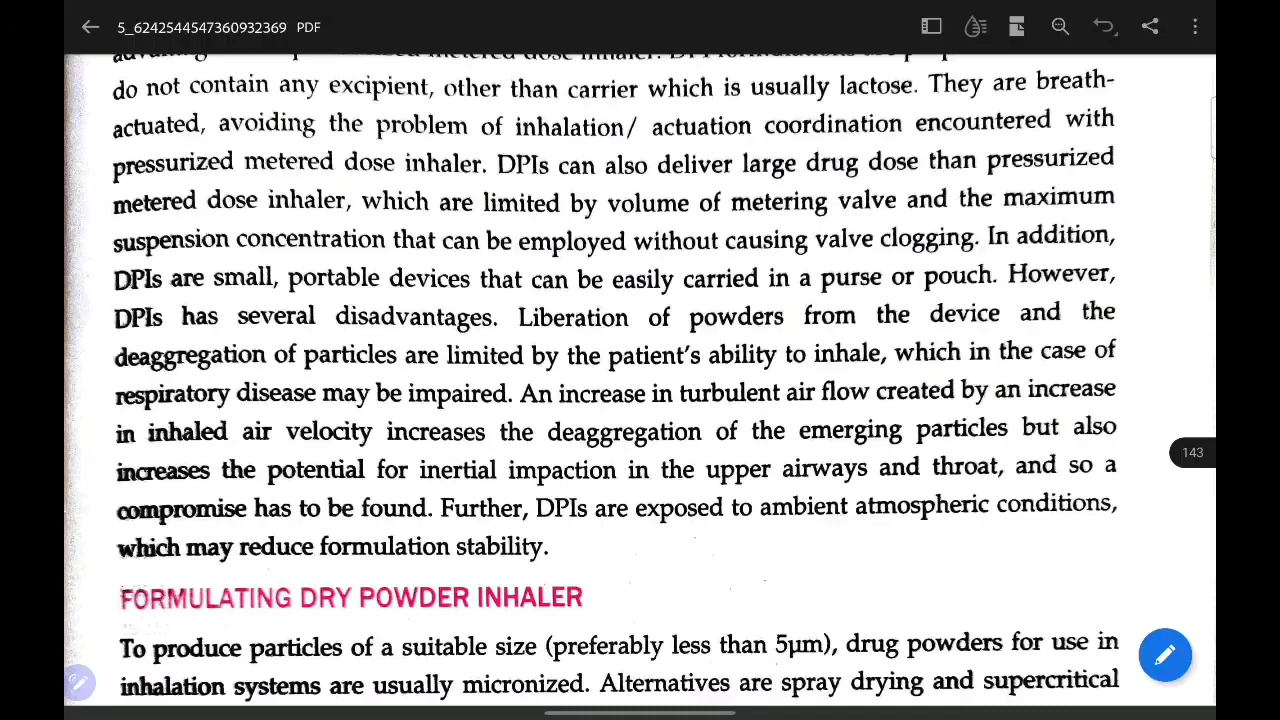 5_6242544547360932369 PDF
metered dose inhaler.
do not contain any excipient, other than carrier which is usually lactose. They are breath-
actuated, avoiding the problem of inhalation/ actuation coordination encountered with
pressurized metered dose inhaler. DPIs can also deliver large drug dose than pressurized
metered dose inhaler, which are limited by volume of metering valve and the maximum
suspension concentration that can be employed without causing valve clogging. In addition,
DPIs are small, portable devices that can be easily carried in a purse or pouch. However,
DPIs has several disadvantages. Liberation of powders from the device and the
deaggregation of particles are limited by the patient's ability to inhale, which in the case of
respiratory disease may be impaired. An increase in turbulent air flow created by an increase
in inhaled air velocity increases the deaggregation of the emerging particles but also
increases the potential for inertial impaction in the upper airways and throat, and so a
compromise has to be found. Further, DPIs are exposed to ambient atmospheric conditions,
which may reduce formulation stability.
143
FORMULATING DRY POWDER INHALER
To produce particles of a suitable size (preferably less than 5μm), drug powders for use in
inhalation systems are usually micronized. Alternatives are spray drying and supercritical